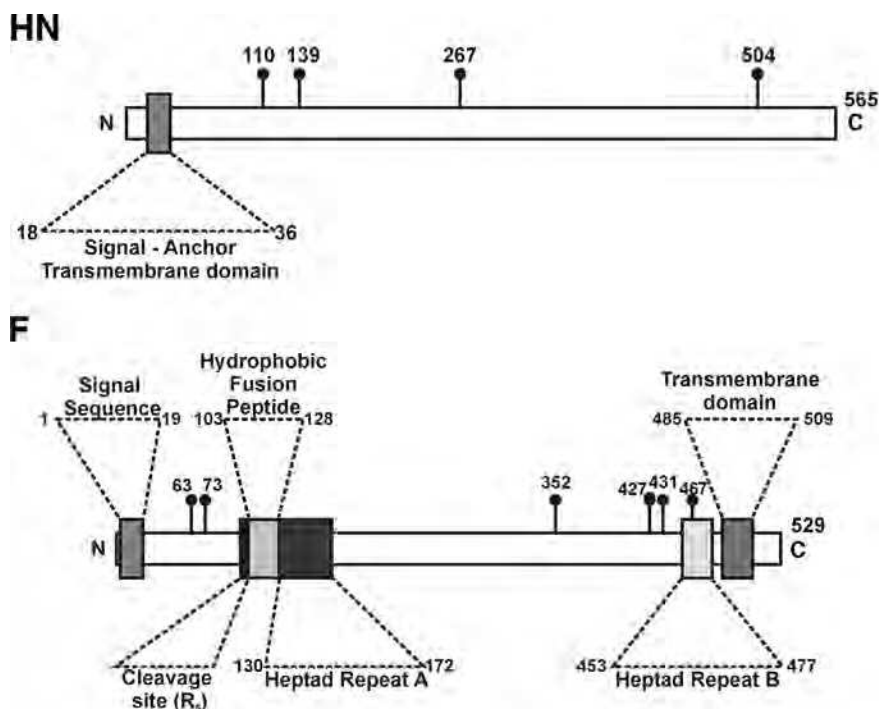 HN
110 139 267 504
565
N C
18 36
Signal - Anchor
Transmembrane domain
F
Hydrophobic
Fusion
Peptide
Signal
Sequence
Transmembrane
domain
1 19 103 128 485 509
63 73 352 427 431 467
529
N C
130 172 453 477
Cleavage
site (R₅)
Heptad Repeat A
Heptad Repeat B